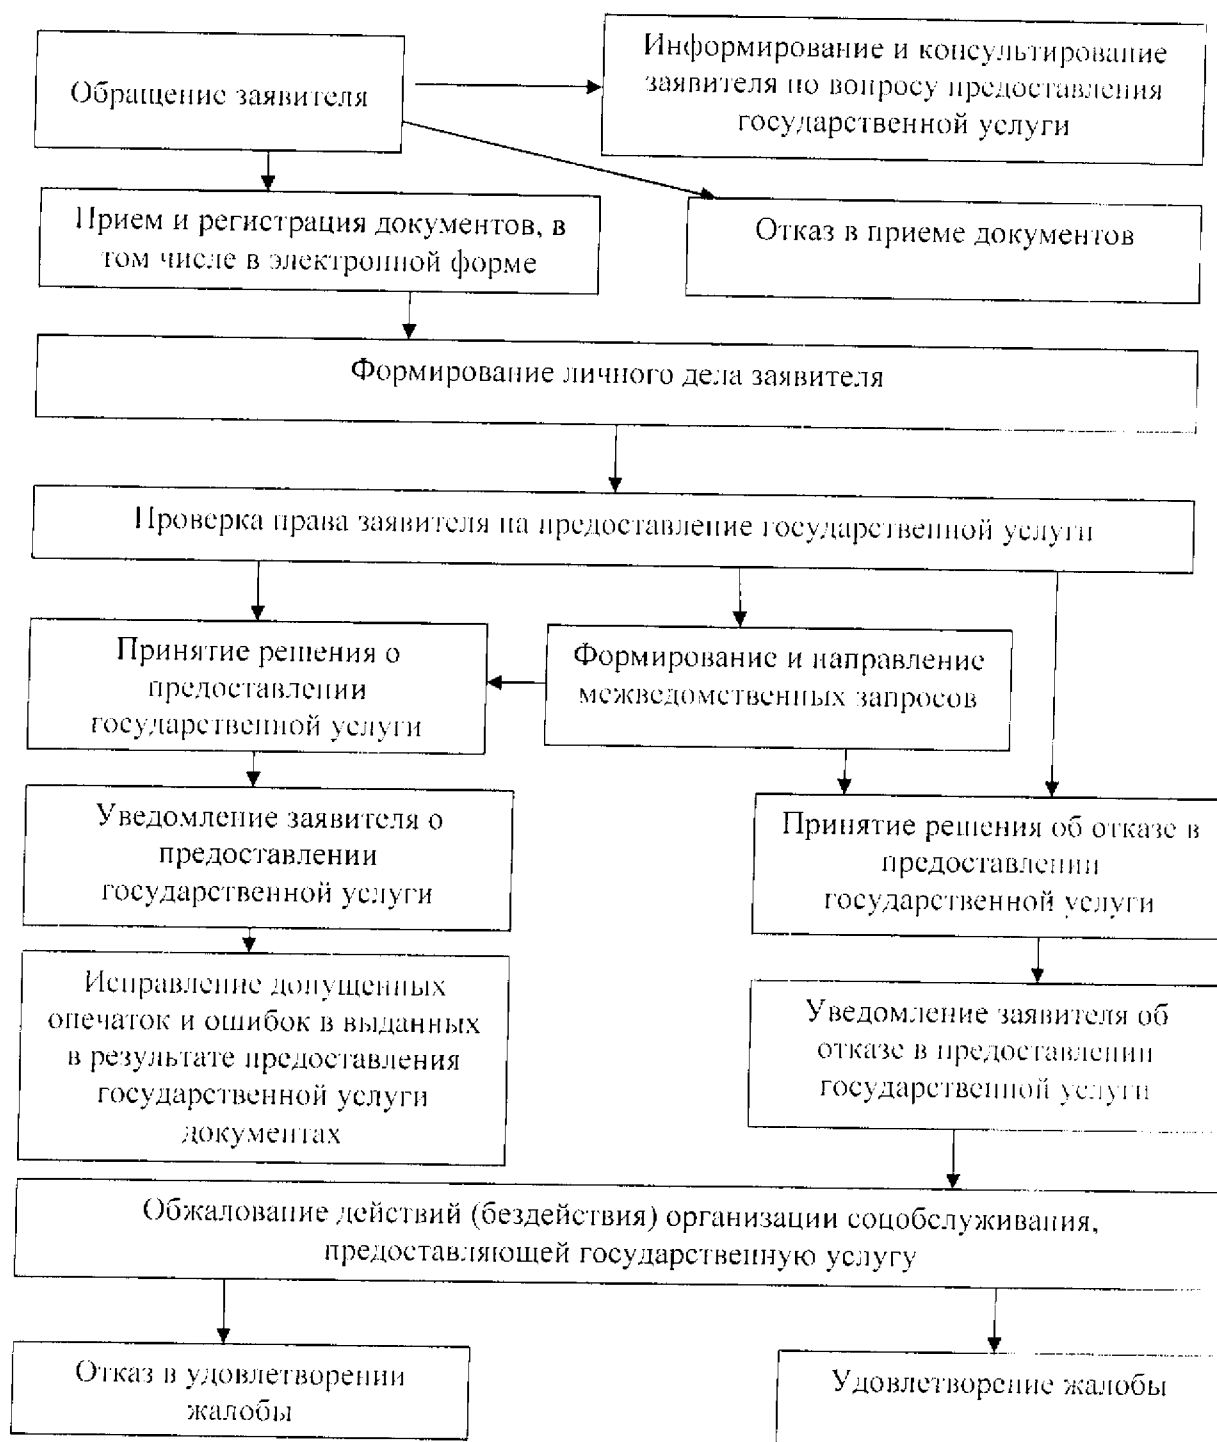 Обращение заявителя
Информирование и консультирование
заявителя по вопросу предоставления
государственной услуги
Прием и регистрация документов, в
том числе в электронной форме
Отказ в приеме документов
Формирование личного дела заявителя
Проверка права заявителя на предоставление государственной услуги
Принятие решения о
предоставлении
государственной услуги
Формирование и направление
межведомственных запросов
Уведомление заявителя о
предоставлении
государственной услуги
Принятие решения об отказе в
предоставлении
государственной услуги
Исправление допущенных
опечаток и ошибок в выданных
в результате предоставления
государственной услуги
документах
Уведомление заявителя об
отказе в предоставлении
государственной услуги
Обжалование действий (бездействия) организации соцобслуживания,
предоставляющей государственную услугу
Отказ в удовлетворении
жалобы
Удовлетворение жалобы